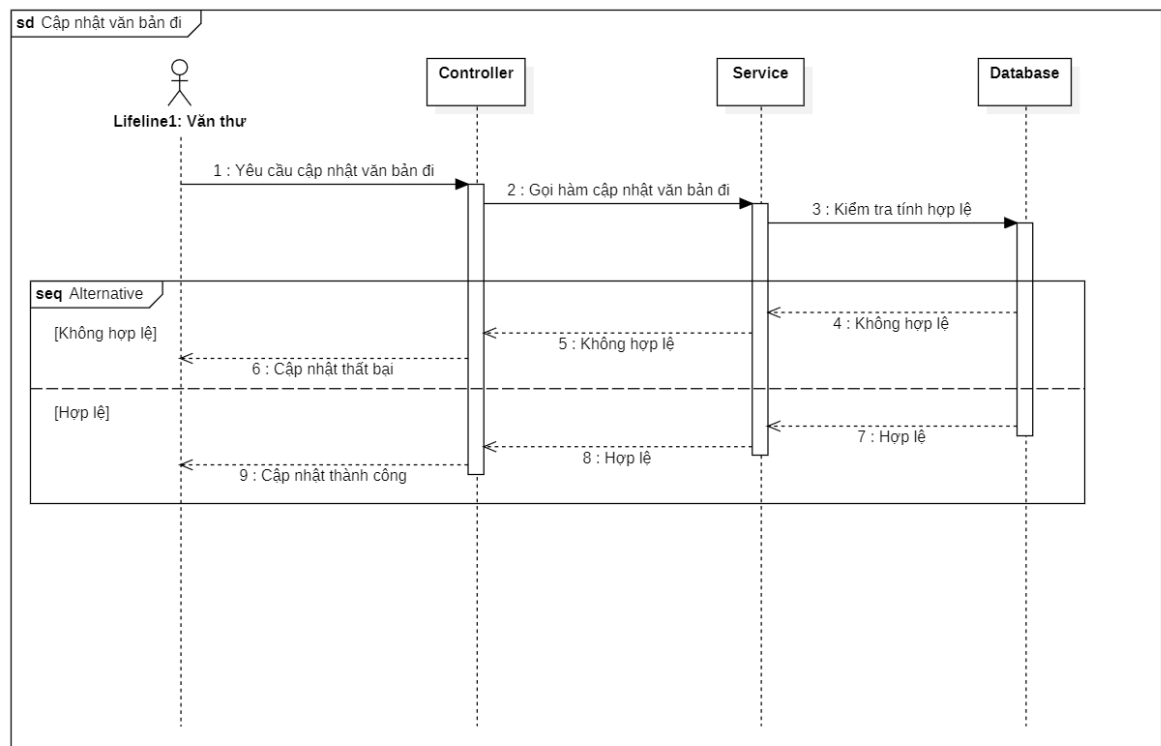 sd Cập nhật văn bản đi
Controller
Service
Database
Lifeline1: Văn thư
1 : Yêu cầu cập nhật văn bản đi
2 : Gọi hàm cập nhật văn bản đi
3 : Kiểm tra tính hợp lệ
seq Alternative
[Không hợp lệ]
4 : Không hợp lệ
5 : Không hợp lệ
6 : Cập nhật thất bại
[Hợp lệ]
7 : Hợp lệ
8 : Hợp lệ
9 : Cập nhật thành công